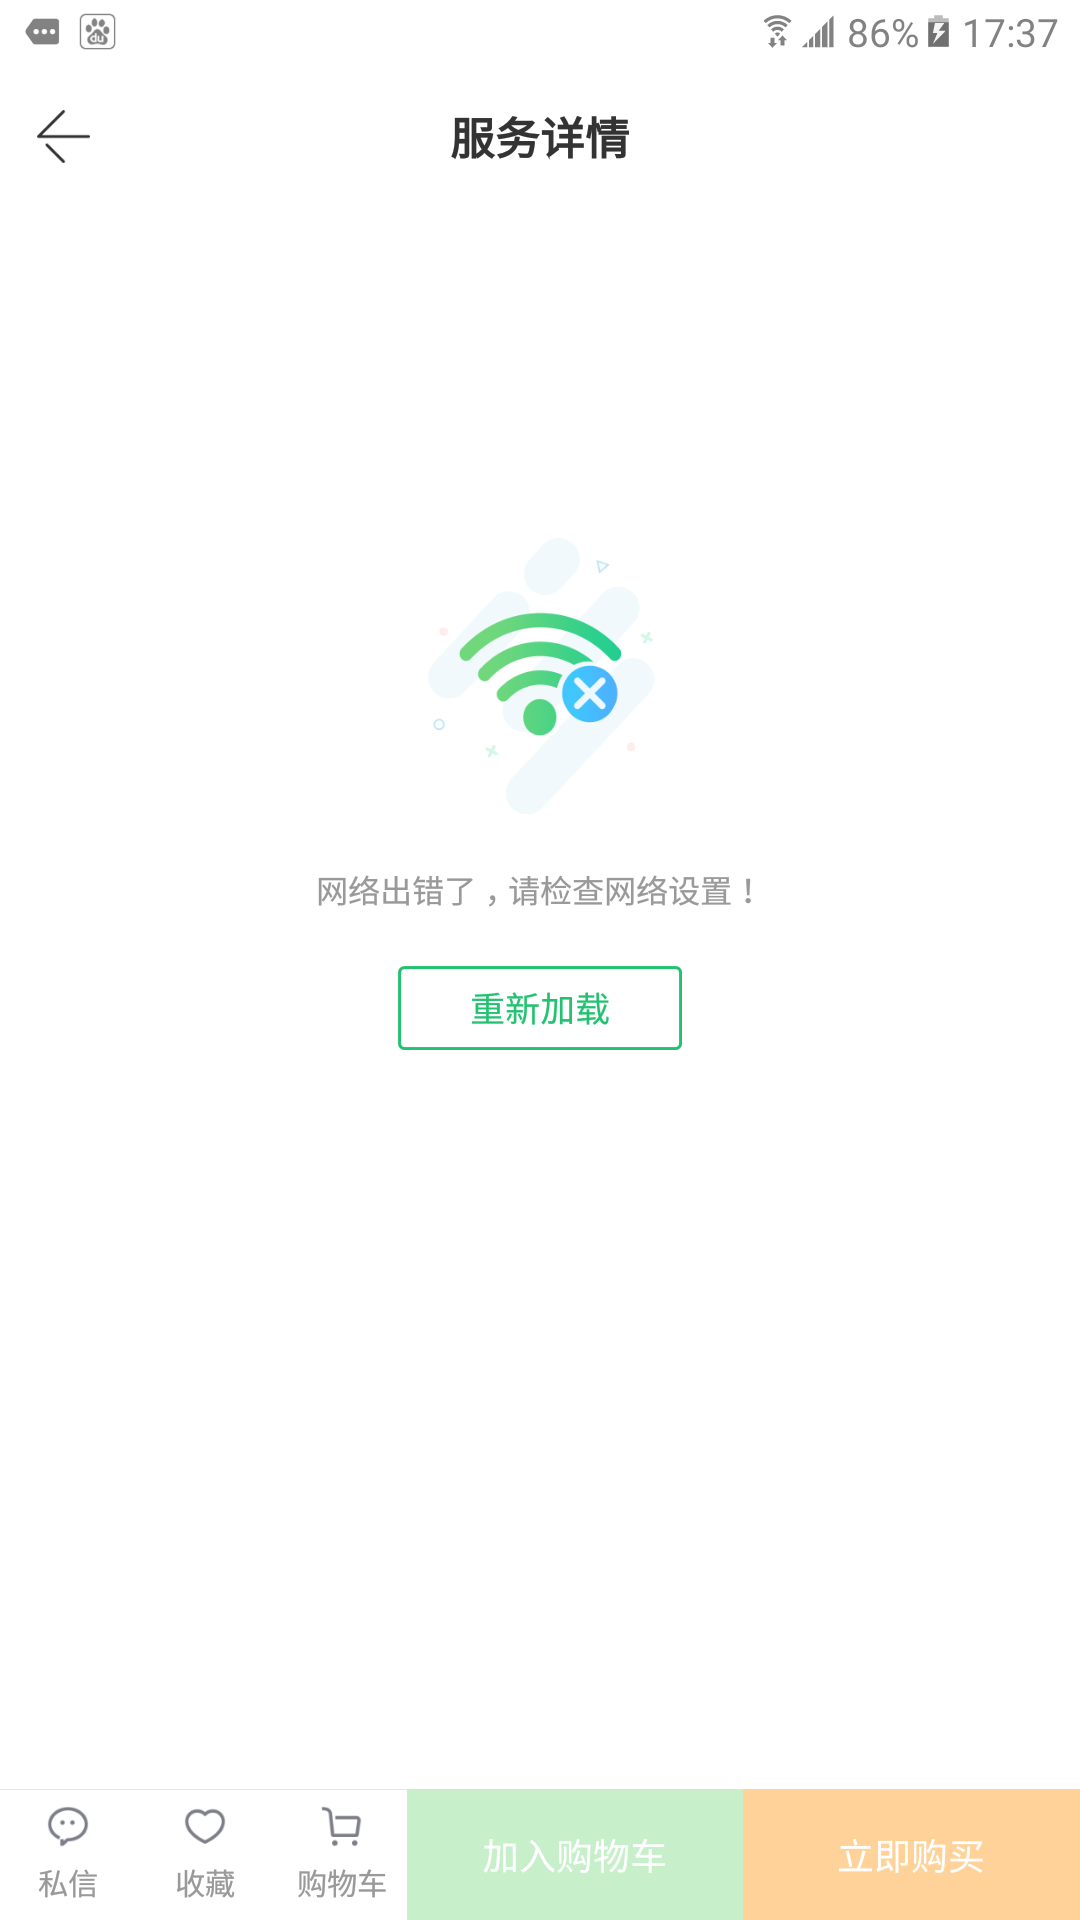 du 86% 17:37
服务详情
网络出错了，请检查网络设置！
重新加载
私信 收藏 购物车 加入购物车 立即购买